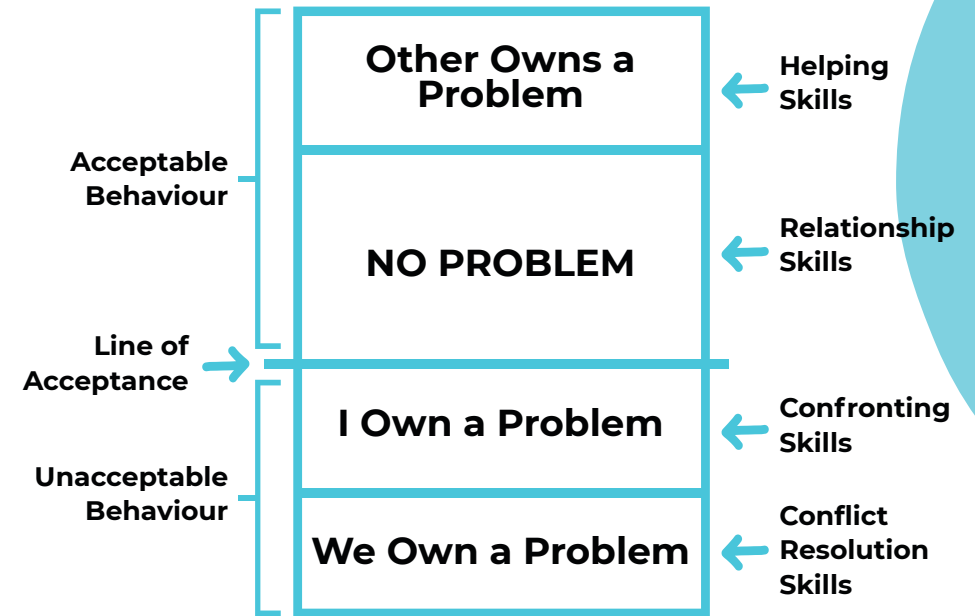 Other Owns a
Problem
Helping
Skills
Acceptable
Behaviour
NO PROBLEM
Relationship
Skills
Line of
Acceptance
I Own a Problem
Confronting
Skills
Unacceptable
Behaviour
We Own a Problem
Conflict
Resolution
Skills